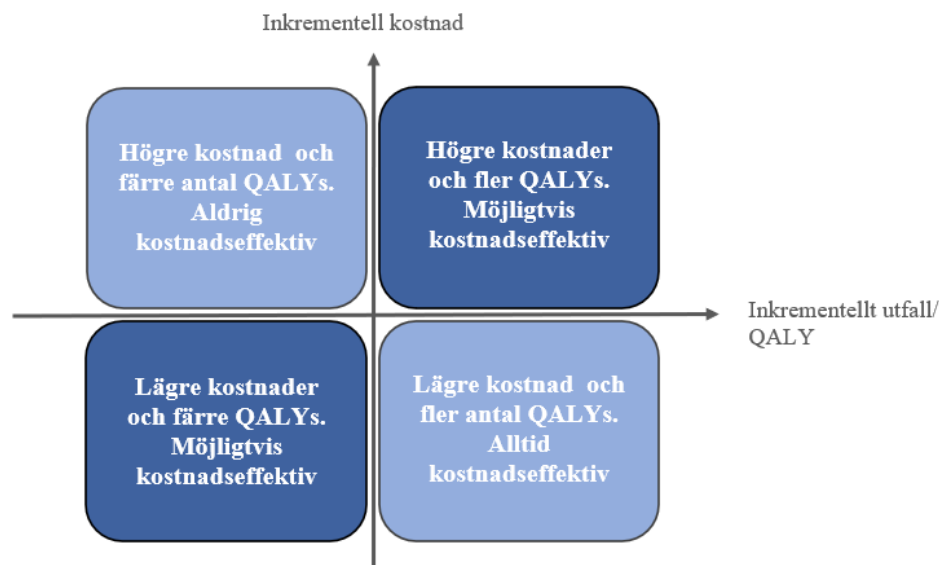 Inkrementell kostnad
Högre kostnad och
färre antal QALYs.
Aldrig
kostnadseffektiv
Högre kostnader
och fler QALYs.
Möjligtvis
kostnadseffektiv
Inkrementellt utfall/
QALY
Lägre kostnader
och färre QALYs.
Möjligtvis
kostnadseffektiv
Lägre kostnad och
fler antal QALYs.
Alltid
kostnadseffektiv